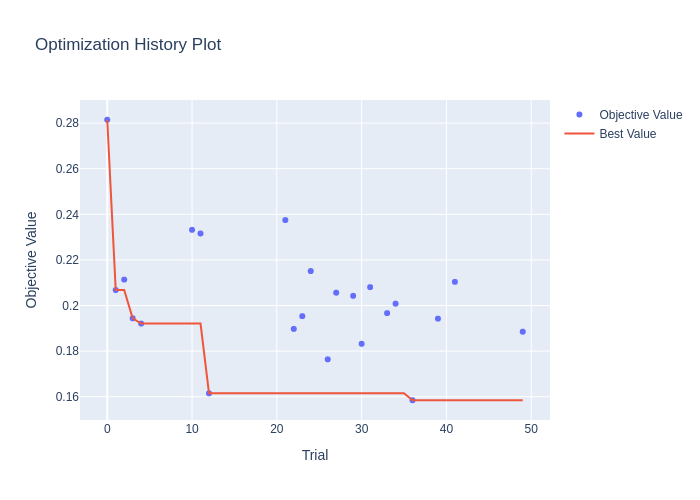 Optimization History Plot
Objective Value
Best Value
0.28
0.26
0.24
0.22
0.2
0.18
0.16
Objective Value
0
10
20
30
40
50
Trial